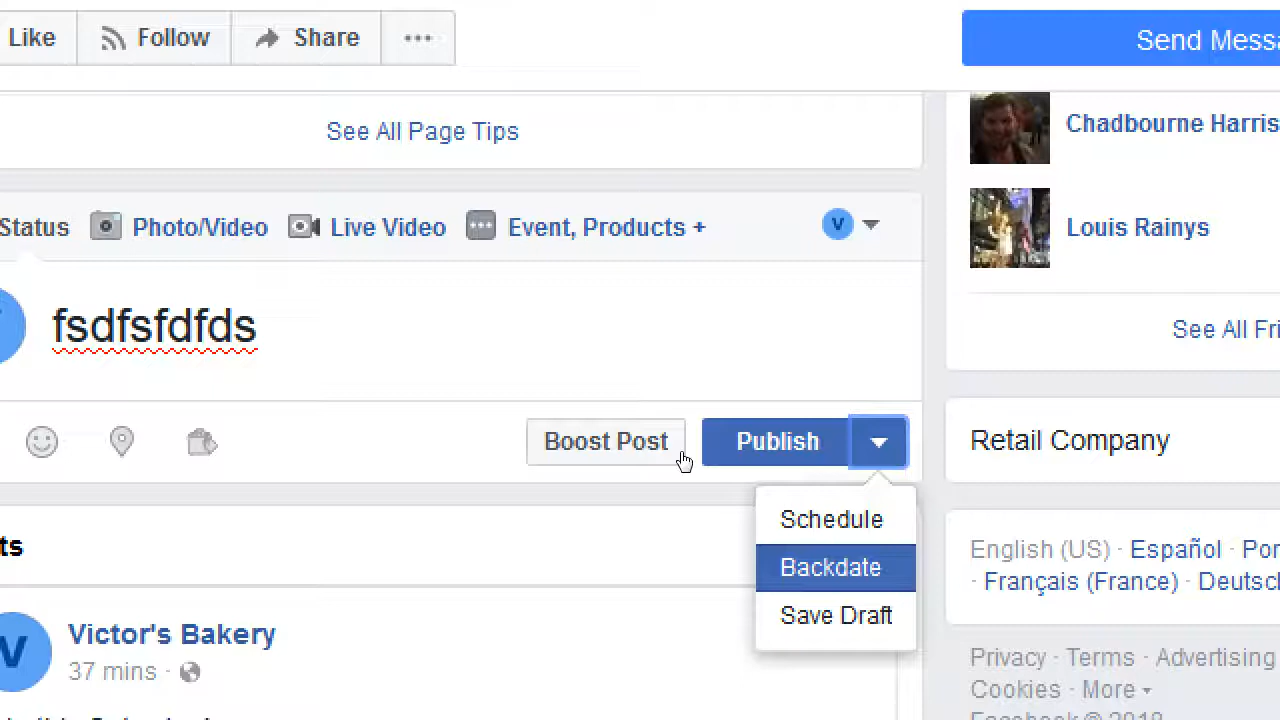 Like Follow Share
Send Messa
See All Page Tips
Chadbourne Harris
Status Photo/Video Live Video Event, Products + V
Louis Rainys
fsdfsfdfds
See All Fri
Boost Post Publish
Retail Company
Schedule
ts
English (US) · Español · Por
Backdate
· Français (France) · Deutsch
Save Draft
V
Victor's Bakery
37 mins ·
Privacy · Terms · Advertising
Cookies · More
Facebook © 2018